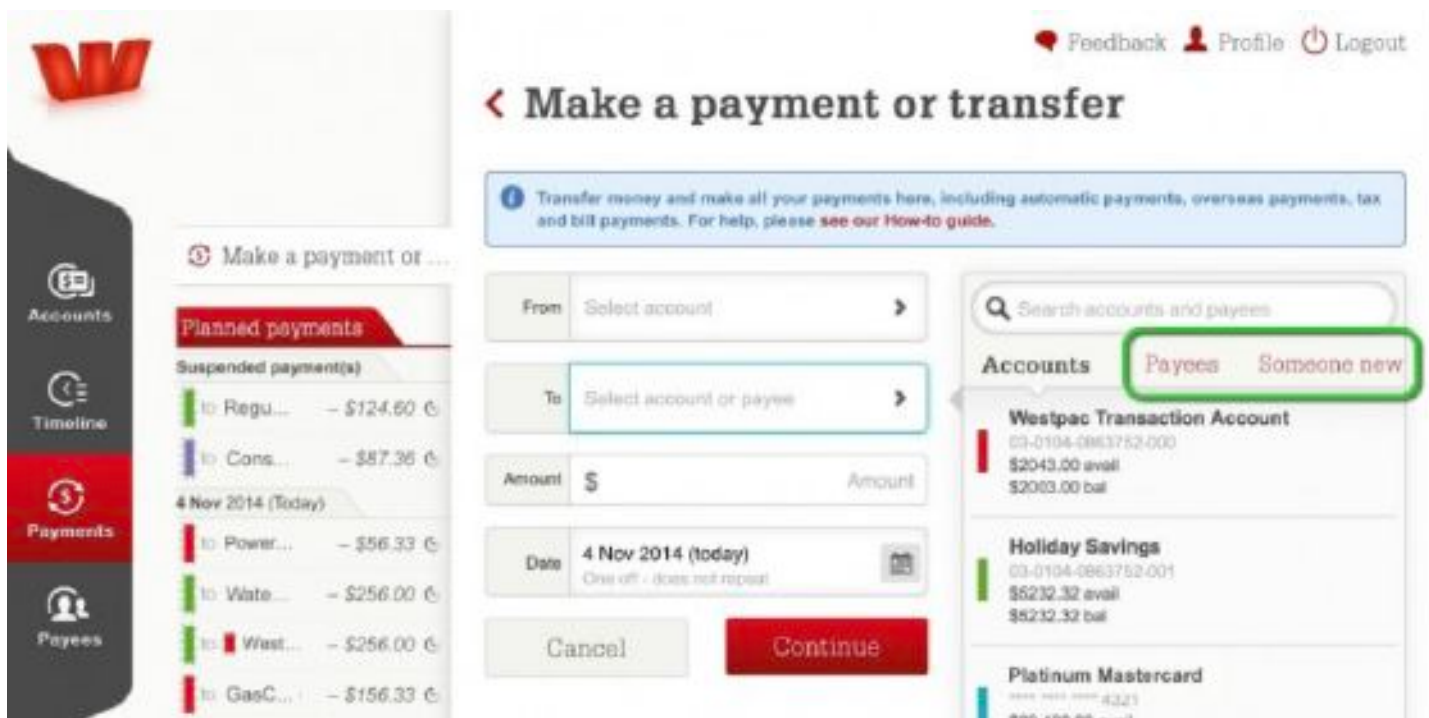 Feedback Profile Logout
Make a payment or transfer
Transfer money and make all your payments here, including automatic payments, overseas payments, tax
and bill payments. For help, please see our How-to guide.
Accounts
Timeline
Payments
Payees
Make a payment or ...
Planned payments
Suspended payment(s)
to Regu... - $124.60
to Cons... - $87.36
4 Nov 2014 (Today)
to Power... - $56.33
to Wate... - $256.00
to West... - $256.00
to GasC... - $156.33
From Select account
To Select account or payee
Amount $ Amount
Date 4 Nov 2014 (today)
One off - does not repeat
Cancel Continue
Search accounts and payees
Accounts Payees Someone new
Westpac Transaction Account
03-0104-0863752-000
$2043.00 avail
$2003.00 bal
Holiday Savings
03-0104-0863752-001
$5232.32 avail
$5232.32 bal
Platinum Mastercard
**** **** **** 4321